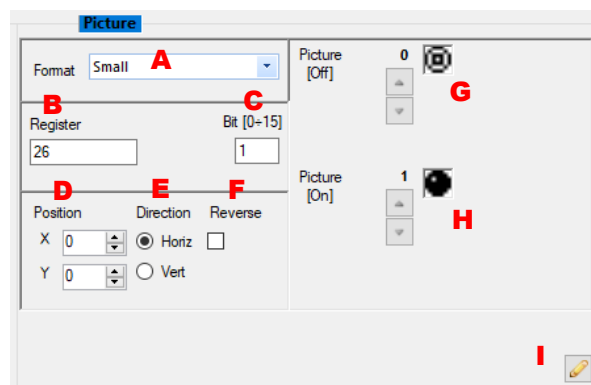 Picture
A
Format Small
B
C
Register
Bit [0÷15]
26
1
D
E
F
Position
Direction
Reverse
X 0
Horiz
Y 0
Vert
Picture
[Off]
0
G
Picture
[On]
1
H
I